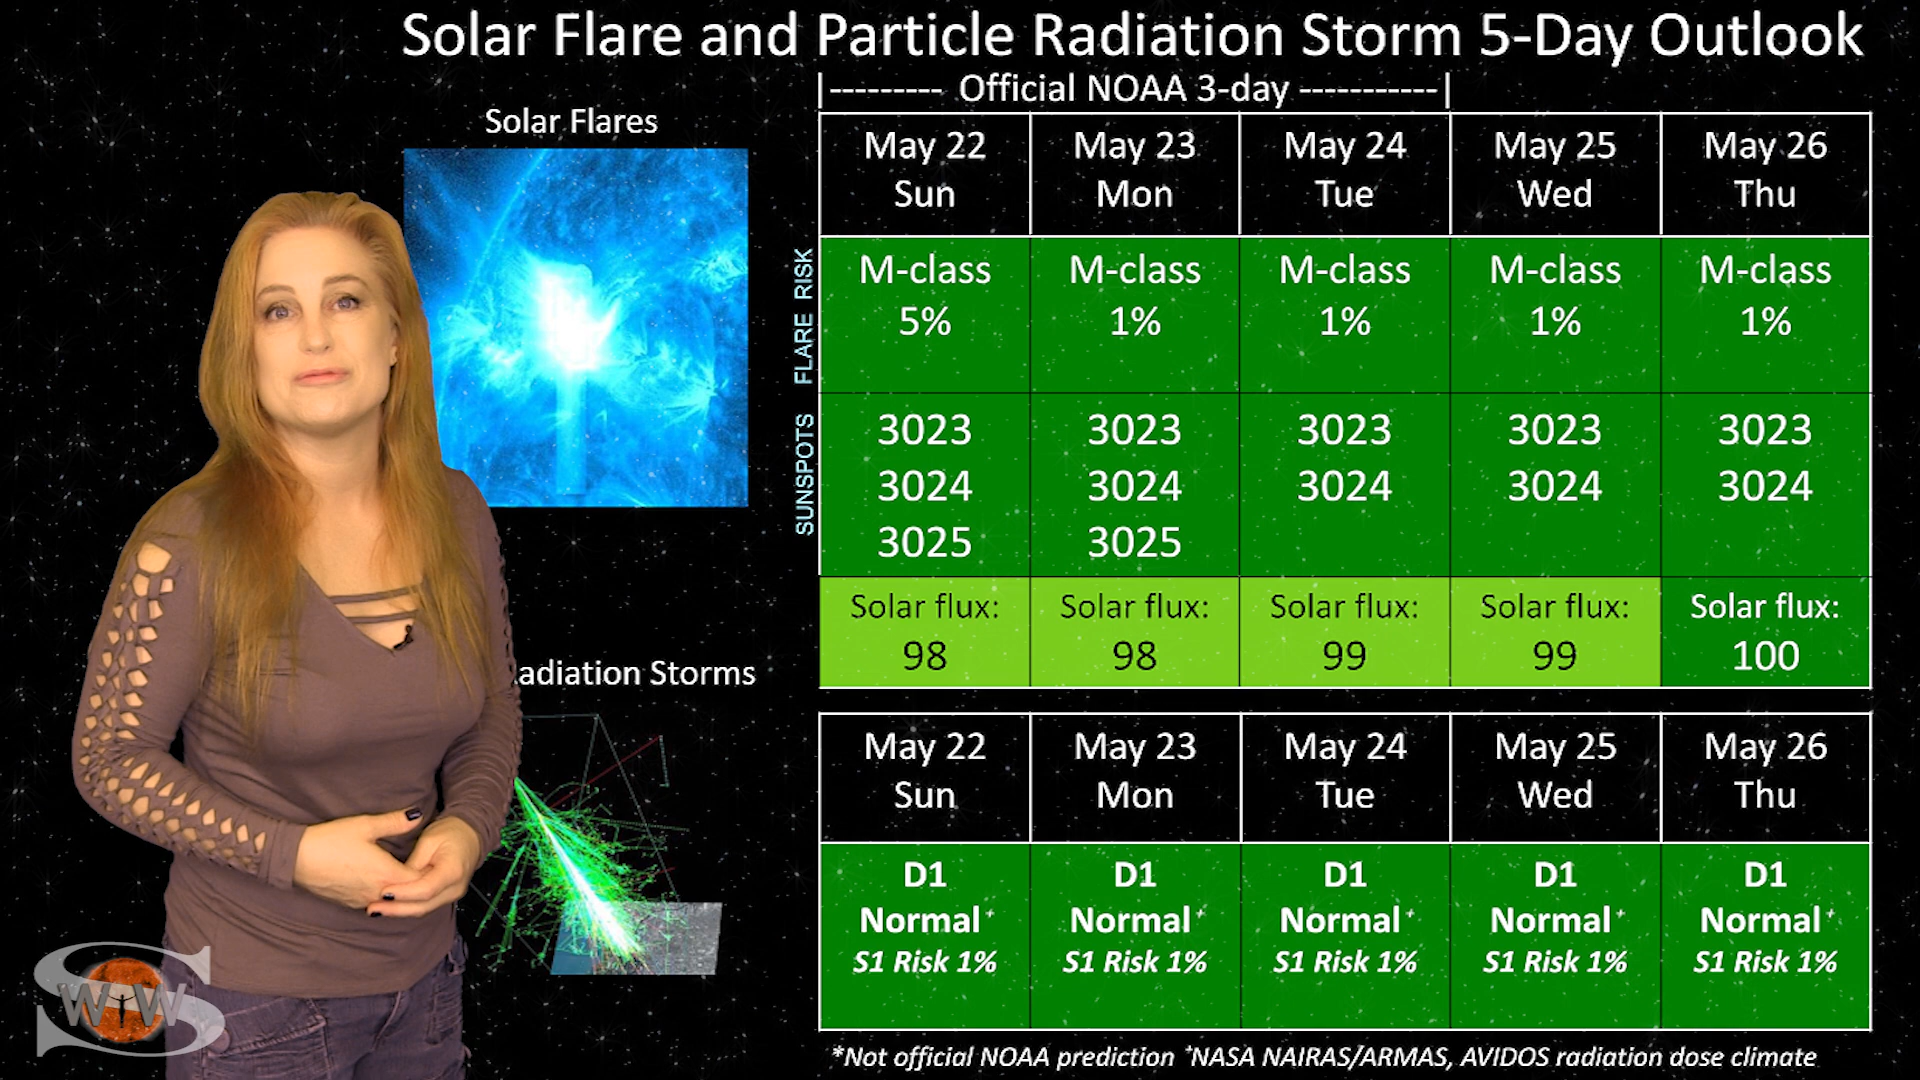 Solar Flare and Particle Radiation Storm 5-Day Outlook
|--------- Official NOAA 3-day -----------|
Solar Flares
May 22 May 23 May 24 May 25 May 26
Sun Mon Tue Wed Thu
FLARE RISK
M-class M-class M-class M-class M-class
5% 1% 1% 1% 1%
SUNSPOTS
3023 3023 3023 3023 3023
3024 3024 3024 3024 3024
3025 3025
Solar flux: Solar flux: Solar flux: Solar flux: Solar flux:
98 98 99 99 100
adiation Storms
May 22 May 23 May 24 May 25 May 26
Sun Mon Tue Wed Thu
D1 D1 D1 D1 D1
Normal+ Normal+ Normal+ Normal+ Normal+
S1 Risk 1% S1 Risk 1% S1 Risk 1% S1 Risk 1% S1 Risk 1%
S
WTW
*Not official NOAA prediction +NASA NAIRAS/ARMAS, AVIDOS radiation dose climate